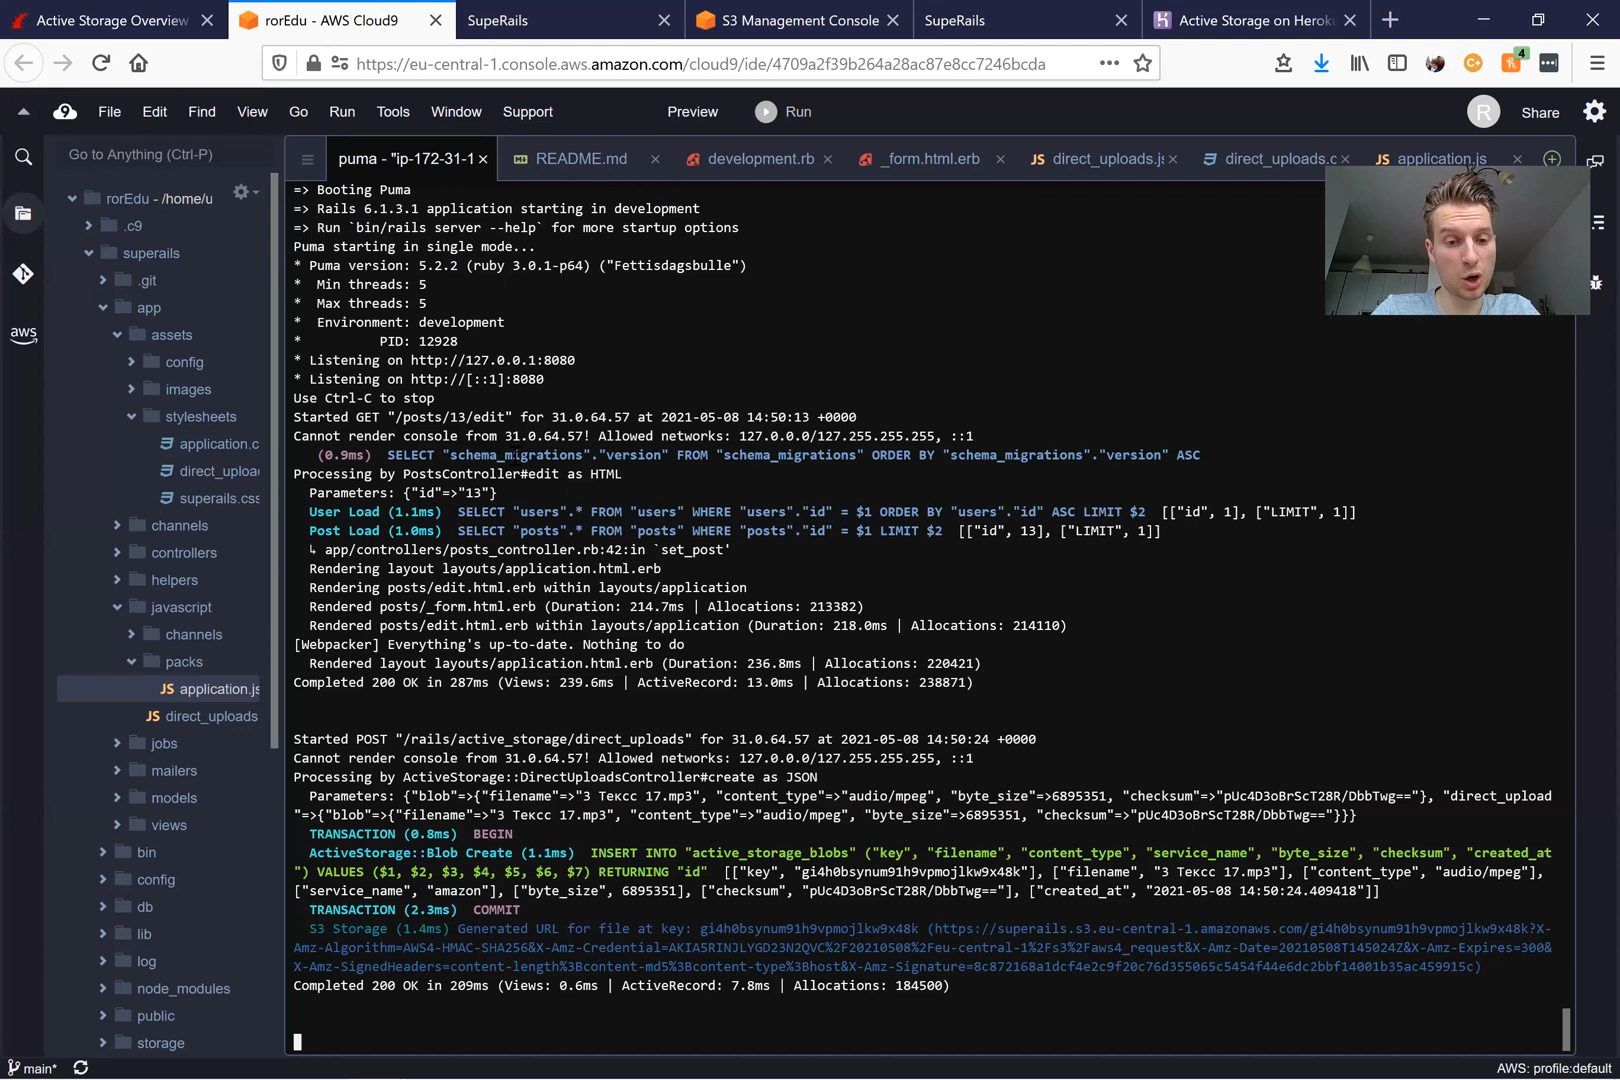 Active Storage Overview
rorEdu - AWS Cloud9
SupeRails
S3 Management Console
SupeRails
Active Storage on Heroku
https://eu-central-1.console.aws.amazon.com/cloud9/ide/4709a2f39b264a28ac87e8cc7246bcda
4
File Edit Find View Go Run Tools Window Support Preview Run
R Share
Go to Anything (Ctrl-P)
puma - "ip-172-31-1
README.md
development.rb
_form.html.erb
direct_uploads.js
direct_uploads.c
application.js
rorEdu - /home/u
.c9
superails
.git
app
assets
config
images
stylesheets
application.c
direct_uploa
superails.css
channels
controllers
helpers
javascript
channels
packs
application.js
direct_uploads
jobs
mailers
models
views
bin
config
db
lib
log
node_modules
public
storage
aws
=> Booting Puma
=> Rails 6.1.3.1 application starting in development
=> Run `bin/rails server --help` for more startup options
Puma starting in single mode...
* Puma version: 5.2.2 (ruby 3.0.1-p64) ("Fettisdagsbulle")
*  Min threads: 5
*  Max threads: 5
*  Environment: development
*          PID: 12928
* Listening on http://127.0.0.1:8080
* Listening on http://[::1]:8080
Use Ctrl-C to stop
Started GET "/posts/13/edit" for 31.0.64.57 at 2021-05-08 14:50:13 +0000
Cannot render console from 31.0.64.57! Allowed networks: 127.0.0.0/127.255.255.255, ::1
(0.9ms)  SELECT "schema_migrations"."version" FROM "schema_migrations" ORDER BY "schema_migrations"."version" ASC
Processing by PostsController#edit as HTML
Parameters: {"id"=>"13"}
User Load (1.1ms)  SELECT "users".* FROM "users" WHERE "users"."id" = $1 ORDER BY "users"."id" ASC LIMIT $2  [["id", 1], ["LIMIT", 1]]
Post Load (1.0ms)  SELECT "posts".* FROM "posts" WHERE "posts"."id" = $1 LIMIT $2  [["id", 13], ["LIMIT", 1]]
↳ app/controllers/posts_controller.rb:42:in `set_post'
Rendering layout layouts/application.html.erb
Rendering posts/edit.html.erb within layouts/application
Rendered posts/_form.html.erb (Duration: 214.7ms | Allocations: 213382)
Rendered posts/edit.html.erb within layouts/application (Duration: 218.0ms | Allocations: 214110)
[Webpacker] Everything's up-to-date. Nothing to do
Rendered layout layouts/application.html.erb (Duration: 236.8ms | Allocations: 220421)
Completed 200 OK in 287ms (Views: 239.6ms | ActiveRecord: 13.0ms | Allocations: 238871)
Started POST "/rails/active_storage/direct_uploads" for 31.0.64.57 at 2021-05-08 14:50:24 +0000
Cannot render console from 31.0.64.57! Allowed networks: 127.0.0.0/127.255.255.255, ::1
Processing by ActiveStorage::DirectUploadsController#create as JSON
Parameters: {"blob"=>{"filename"=>"3 Тексс 17.mp3", "content_type"=>"audio/mpeg", "byte_size"=>6895351, "checksum"=>"pUc4D3oBrScT28R/DbbTwg=="}, "direct_upload
"=>{"blob"=>{"filename"=>"3 Тексс 17.mp3", "content_type"=>"audio/mpeg", "byte_size"=>6895351, "checksum"=>"pUc4D3oBrScT28R/DbbTwg=="}}}
TRANSACTION (0.8ms)  BEGIN
ActiveStorage::Blob Create (1.1ms)  INSERT INTO "active_storage_blobs" ("key", "filename", "content_type", "service_name", "byte_size", "checksum", "created_at
") VALUES ($1, $2, $3, $4, $5, $6, $7) RETURNING "id"  [["key", "gi4h0bsynum91h9vpmojlkw9x48k"], ["filename", "3 Тексс 17.mp3"], ["content_type", "audio/mpeg"],
["service_name", "amazon"], ["byte_size", 6895351], ["checksum", "pUc4D3oBrScT28R/DbbTwg=="], ["created_at", "2021-05-08 14:50:24.409418"]]
TRANSACTION (2.3ms)  COMMIT
S3 Storage (1.4ms) Generated URL for file at key: gi4h0bsynum91h9vpmojlkw9x48k (https://superails.s3.eu-central-1.amazonaws.com/gi4h0bsynum91h9vpmojlkw9x48k?X-
Amz-Algorithm=AWS4-HMAC-SHA256&X-Amz-Credential=AKIA5RINJLYGD23N2QVC%2F20210508%2Feu-central-1%2Fs3%2Faws4_request&X-Amz-Date=20210508T145024Z&X-Amz-Expires=300&
X-Amz-SignedHeaders=content-length%3Bcontent-md5%3Bcontent-type%3Bhost&X-Amz-Signature=8c872168a1dcf4e2c9f20c76d355065c5454f44e6dc2bbf14001b35ac459915c)
Completed 200 OK in 209ms (Views: 0.6ms | ActiveRecord: 7.8ms | Allocations: 184500)
main*
AWS: profile:default